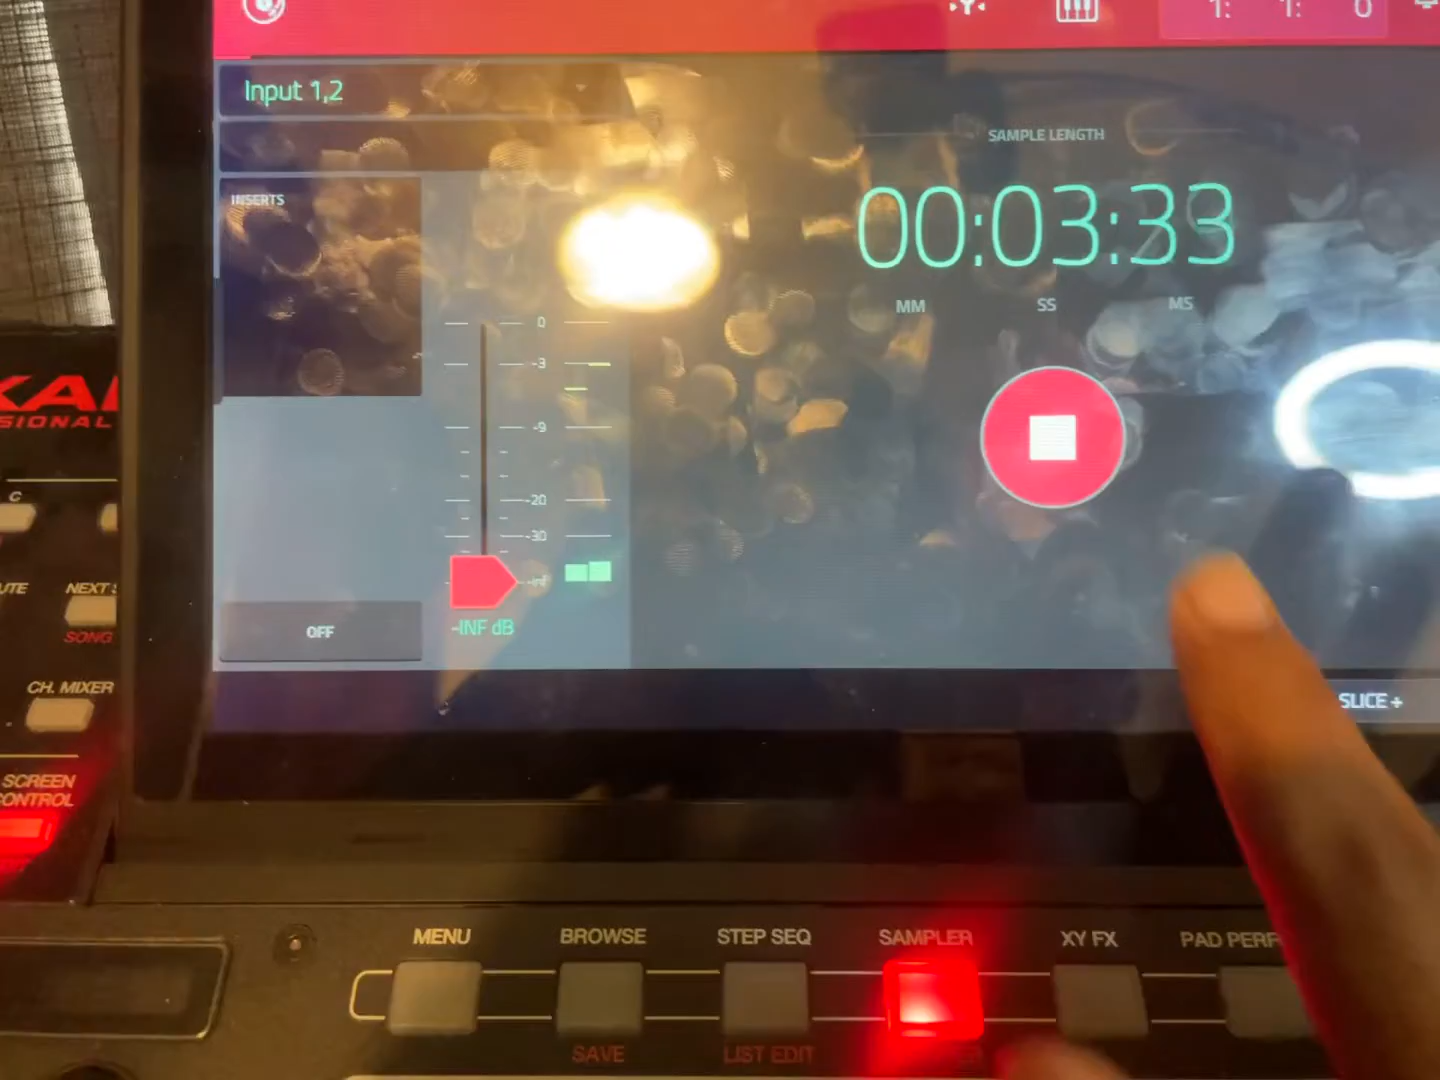 1: 1: 0
Input 1,2
SAMPLE LENGTH
INSERTS
00:03:33
MM SS MS
0
-3
-9
-20
-30
-inf
-INF dB
OFF
SLICE +
KAI
SIONAL
C
UTE NEXT S
SONG
CH. MIXER
SCREEN
CONTROL
MENU BROWSE STEP SEQ SAMPLER XY FX PAD PERF
SAVE LIST EDIT